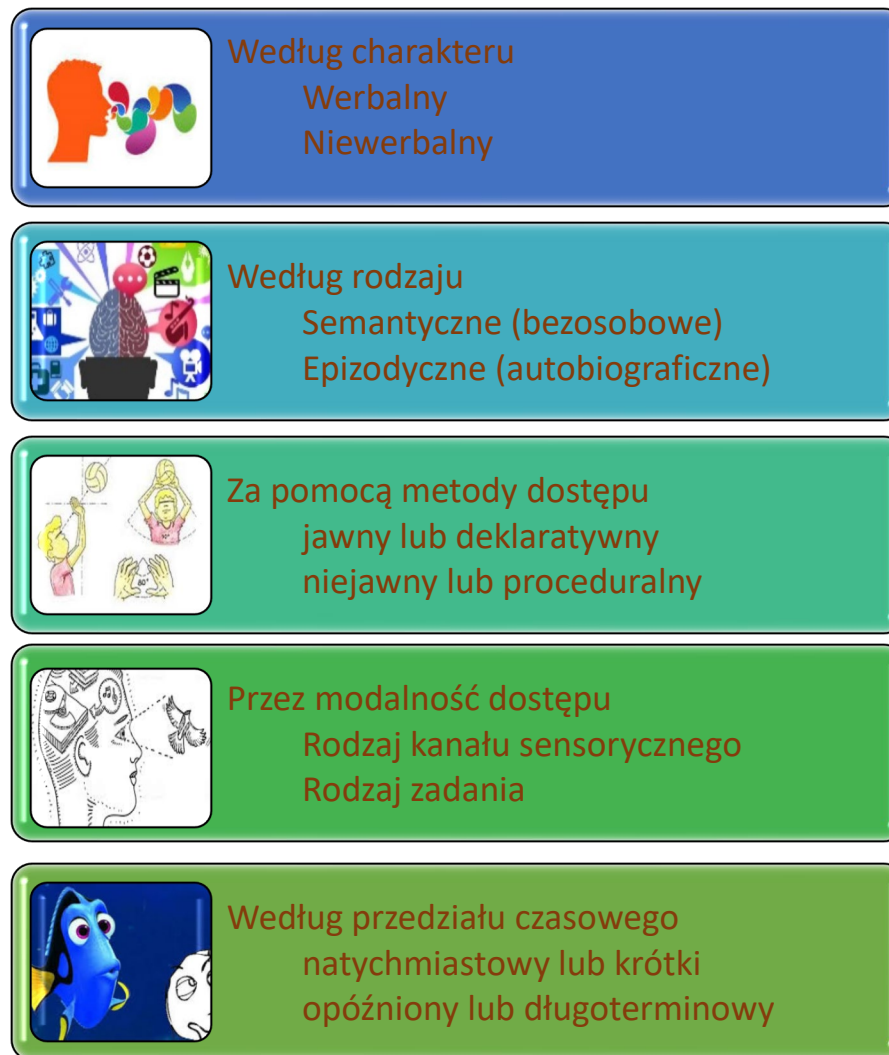 Według charakteru
Werbalny
Niewerbalny
Według rodzaju
Semantyczne (bezosobowe)
Epizodyczne (autobiograficzne)
Za pomocą metody dostępu
jawny lub deklaratywny
niejawny lub proceduralny
Przez modalność dostępu
Rodzaj kanału sensorycznego
Rodzaj zadania
Według przedziału czasowego
natychmiastowy lub krótki
opóźniony lub długoterminowy